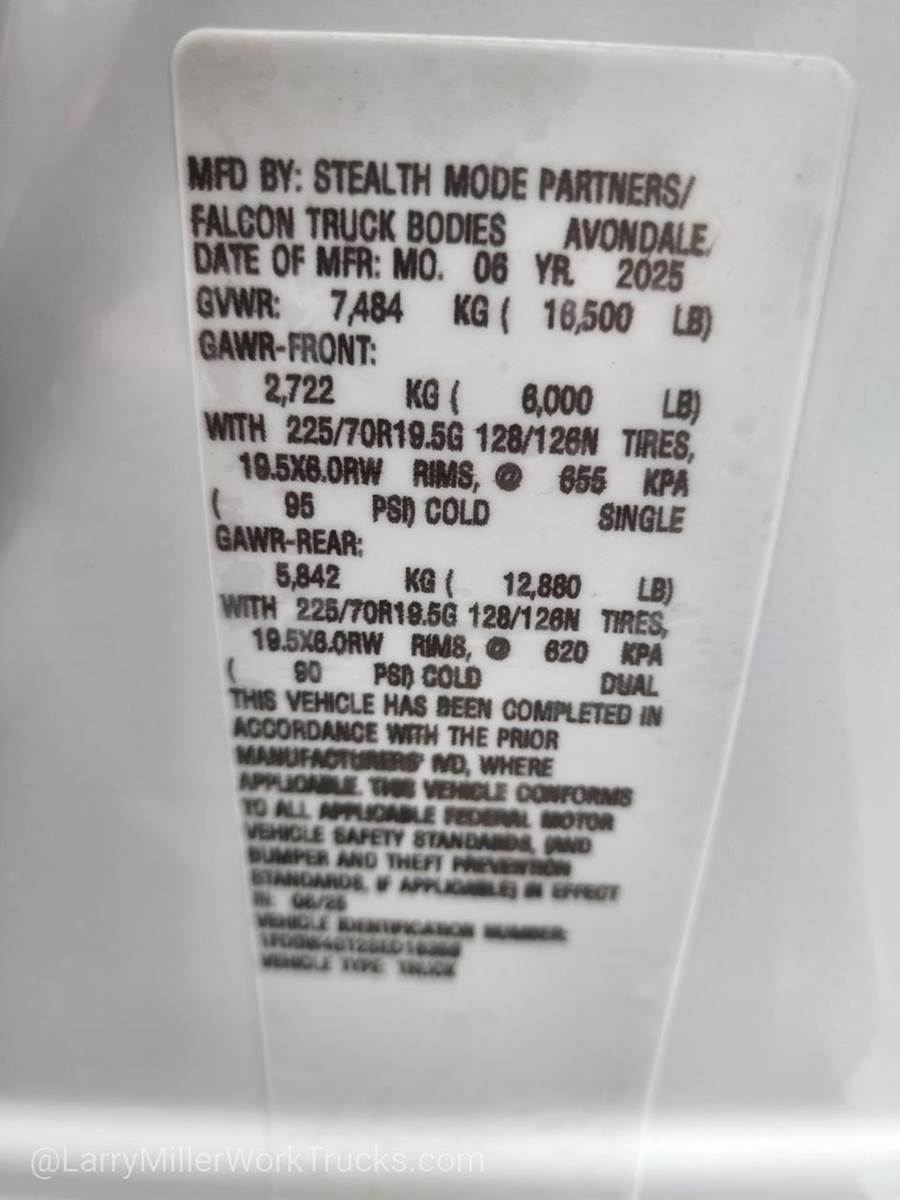 MFD BY: STEALTH MODE PARTNERS/
FALCON TRUCK BODIES AVONDALE,
DATE OF MFR: MO. 06 YR. 2025
GVWR: 7,484 KG ( 16,500 LB)
GAWR-FRONT:
2,722 KG ( 6,000 LB)
WITH 225/70R19.5G 128/126N TIRES,
19.5X6.0RW RIMS, @ 655 KPA
( 95 PSI) COLD SINGLE
GAWR-REAR:
5,842 KG ( 12,880 LB)
WITH 225/70R19.5G 128/126N TIRES,
19.5X6.0RW RIMS, @ 620 KPA
( 90 PSI) COLD DUAL
THIS VEHICLE HAS BEEN COMPLETED IN
ACCORDANCE WITH THE PRIOR
MANUFACTURERS' IVD, WHERE
APPLICABLE. THIS VEHICLE CONFORMS
TO ALL APPLICABLE FEDERAL MOTOR
VEHICLE SAFETY STANDARDS, (AND
BUMPER AND THEFT PREVENTION
STANDARDS, IF APPLICABLE) IN EFFECT
IN: 06/25
VEHICLE IDENTIFICATION NUMBER:
VEHICLE TYPE: TRUCK
@LarryMillerWorkTrucks.com